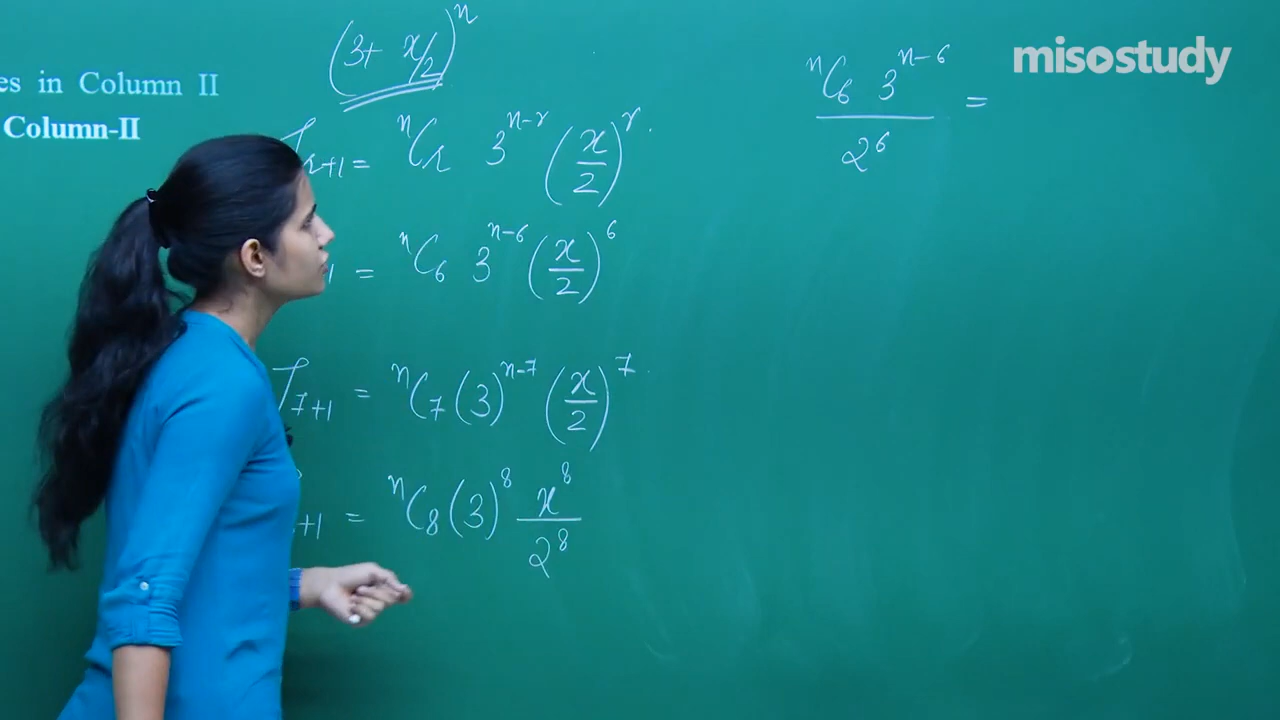 es in Column II
Column-II
(3+ x/2)^n
T_{r+1} = ^nC_r 3^{n-r} (x/2)^r.
1 = ^nC_6 3^{n-6} (x/2)^6
T_{7+1} = ^nC_7 (3)^{n-7} (x/2)^7.
+1 = ^nC_8 (3)^8 x^8/2^8
^nC_6 3^{n-6}/2^6 =
misostudy